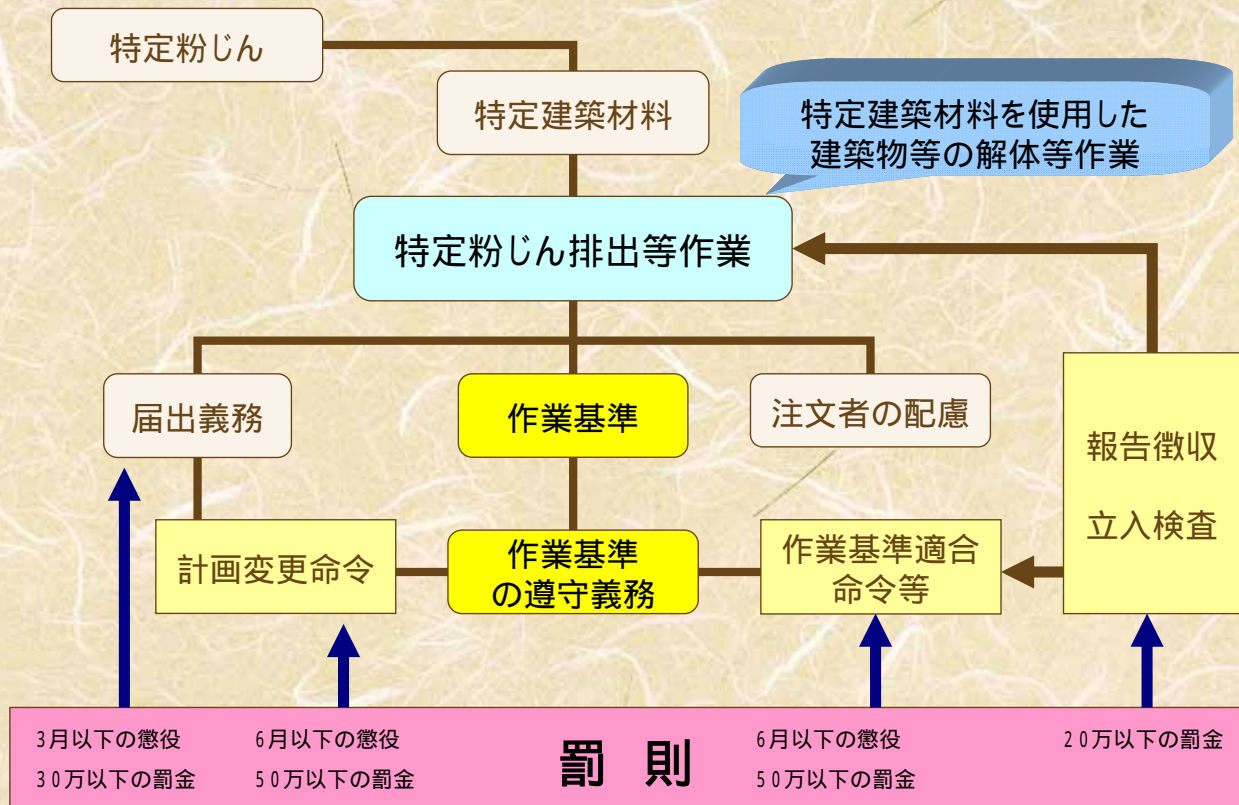 特定粉じん
特定建築材料
特定建築材料を使用した
建築物等の解体等作業
特定粉じん排出等作業
届出義務
作業基準
注文者の配慮
報告徴収
立入検査
計画変更命令
作業基準
の遵守義務
作業基準適合
命令等
3月以下の懲役
30万以下の罰金
6月以下の懲役
50万以下の罰金
罰 則
6月以下の懲役
50万以下の罰金
20万以下の罰金